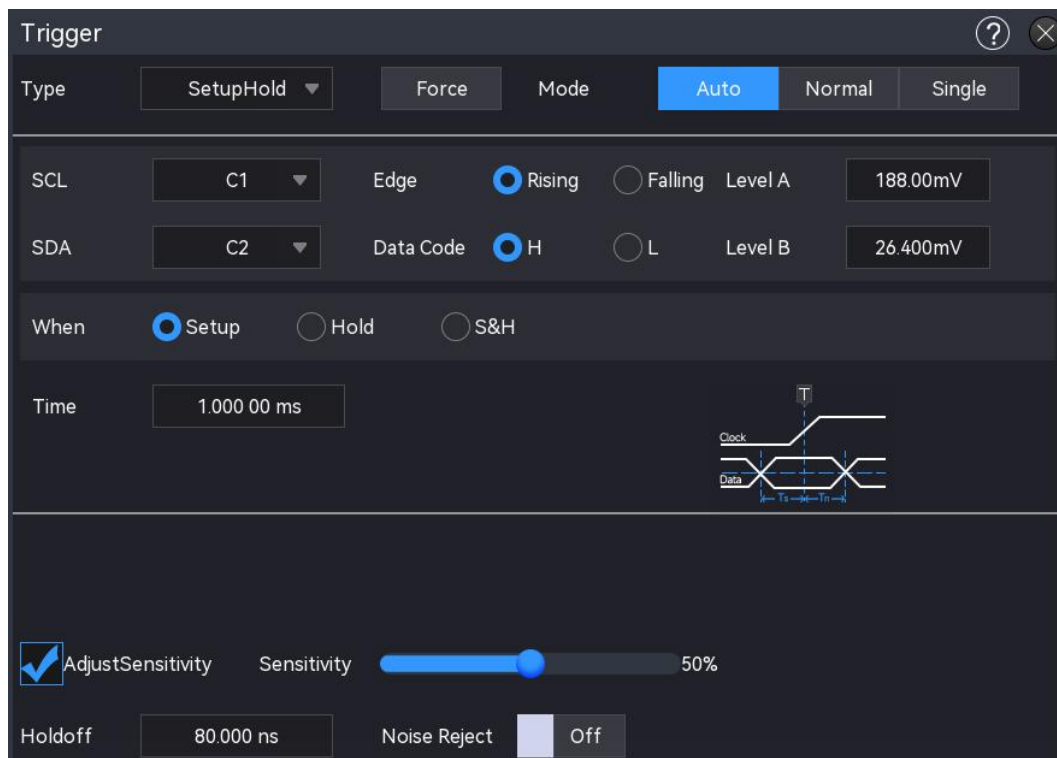 Trigger ?
Type SetupHold Force Mode Auto Normal Single
SCL C1 Edge Rising Falling Level A 188.00mV
SDA C2 Data Code H L Level B 26.400mV
When Setup Hold S&H
Time 1.000 00 ms
T
Clock
Data
Ts Tn
AdjustSensitivity Sensitivity 50%
Holdoff 80.000 ns Noise Reject Off